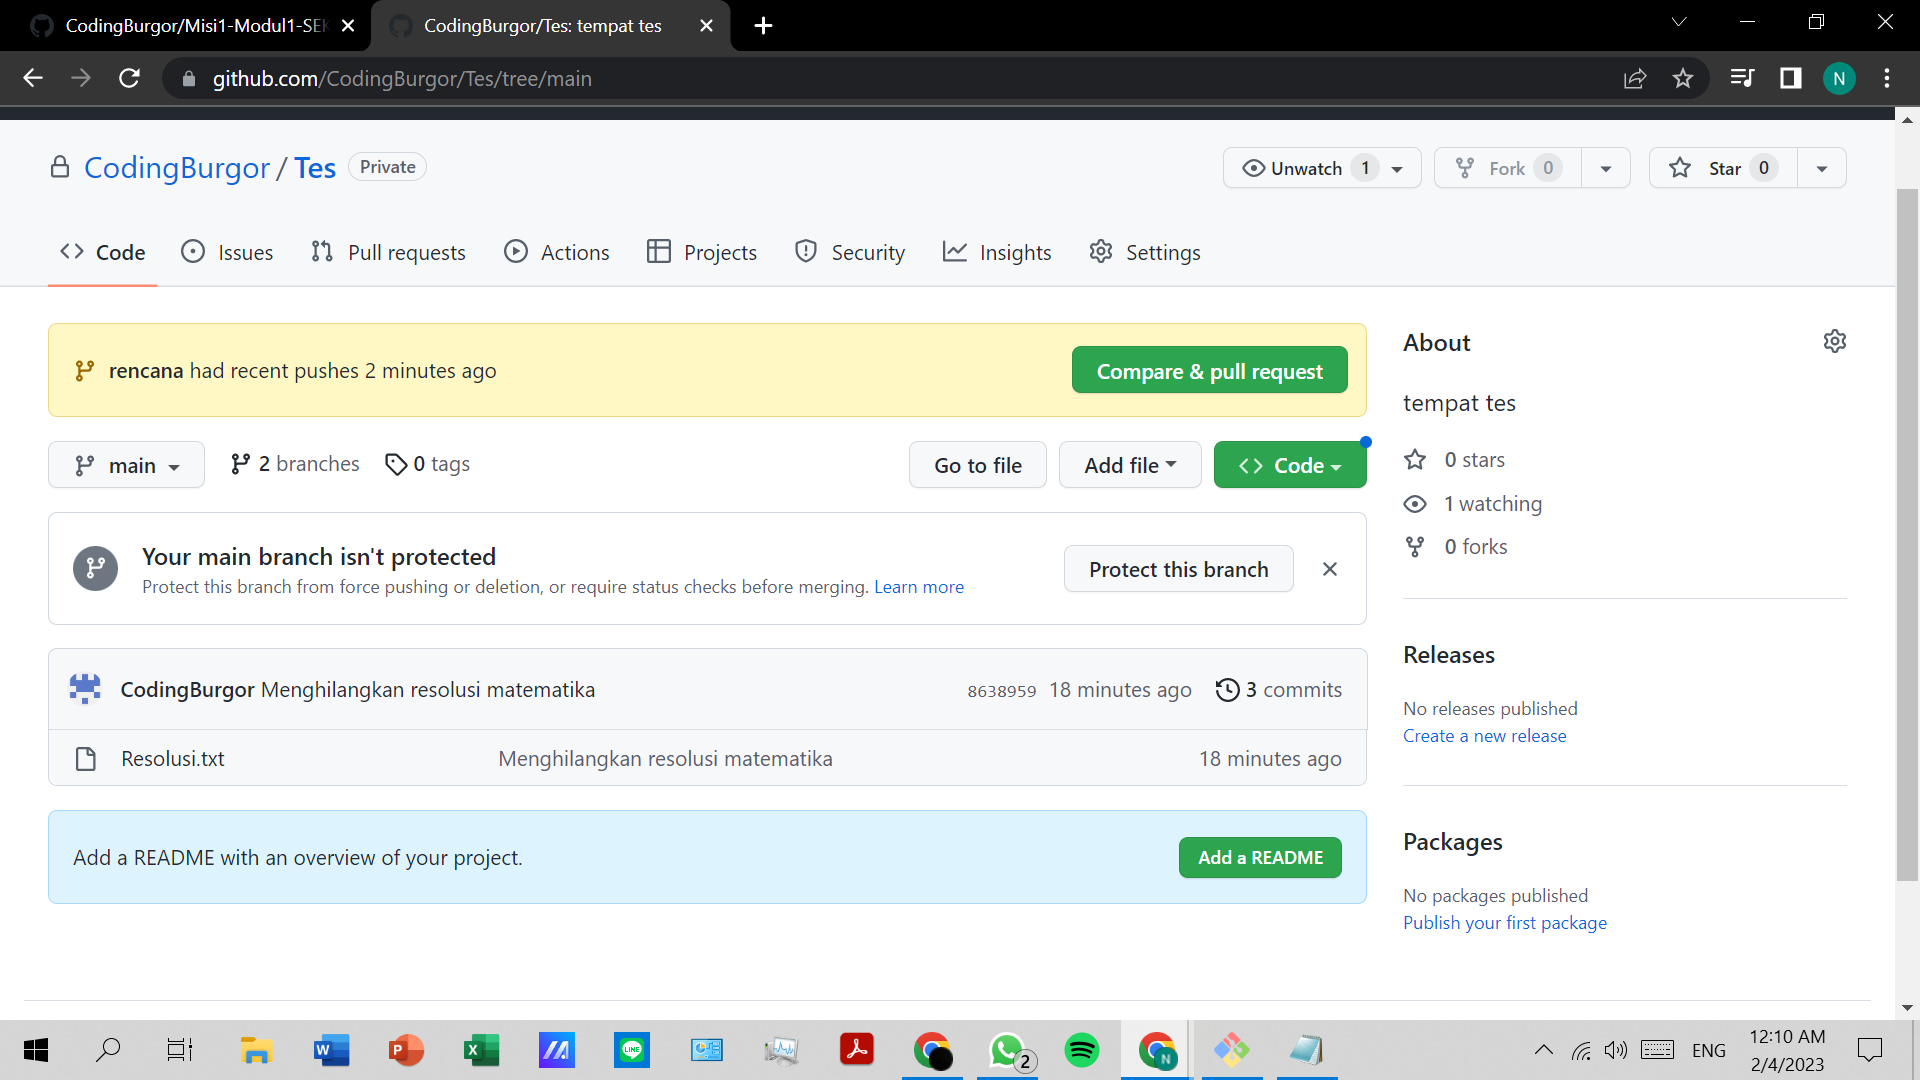 CodingBurgor/Misi1-Modul1-SEK
CodingBurgor/Tes: tempat tes
github.com/CodingBurgor/Tes/tree/main
N
CodingBurgor / Tes Private
Unwatch 1
Fork 0
Star 0
Code
Issues
Pull requests
Actions
Projects
Security
Insights
Settings
rencana had recent pushes 2 minutes ago
Compare & pull request
main
2 branches
0 tags
Go to file
Add file
Code
Your main branch isn't protected
Protect this branch from force pushing or deletion, or require status checks before merging. Learn more
Protect this branch
CodingBurgor Menghilangkan resolusi matematika
8638959 18 minutes ago
3 commits
Resolusi.txt
Menghilangkan resolusi matematika
18 minutes ago
Add a README with an overview of your project.
Add a README
About
tempat tes
0 stars
1 watching
0 forks
Releases
No releases published
Create a new release
Packages
No packages published
Publish your first package
W
P
X
LINE
2
N
ENG
12:10 AM
2/4/2023